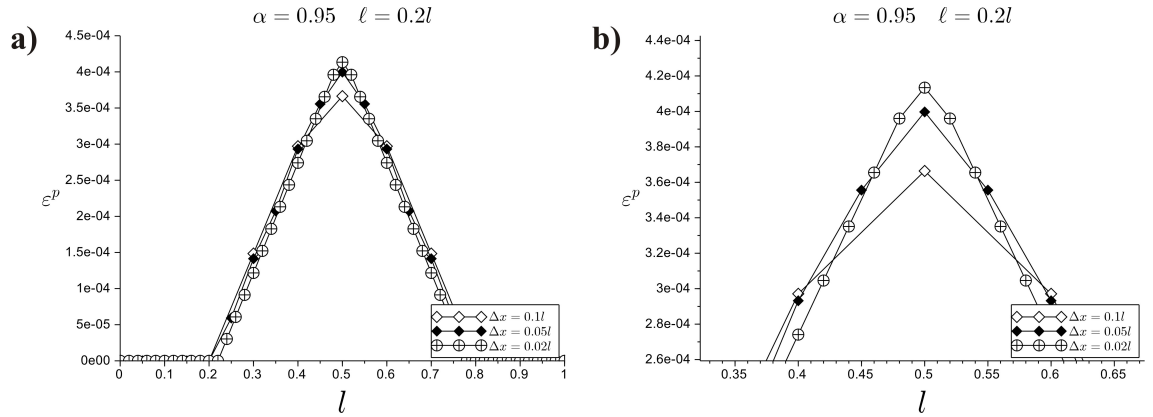 a)
α = 0.95 ℓ = 0.2l
4.5e-04
4e-04
3.5e-04
3e-04
2.5e-04
2e-04
1.5e-04
1e-04
5e-05
0e00
εᵖ
0 0.1 0.2 0.3 0.4 0.5 0.6 0.7 0.8 0.9 1
l
Δx = 0.1l
Δx = 0.05l
Δx = 0.02l
b)
α = 0.95 ℓ = 0.2l
4.4e-04
4.2e-04
4e-04
3.8e-04
3.6e-04
3.4e-04
3.2e-04
3e-04
2.8e-04
2.6e-04
εᵖ
0.35 0.4 0.45 0.5 0.55 0.6 0.65
l
Δx = 0.1l
Δx = 0.05l
Δx = 0.02l